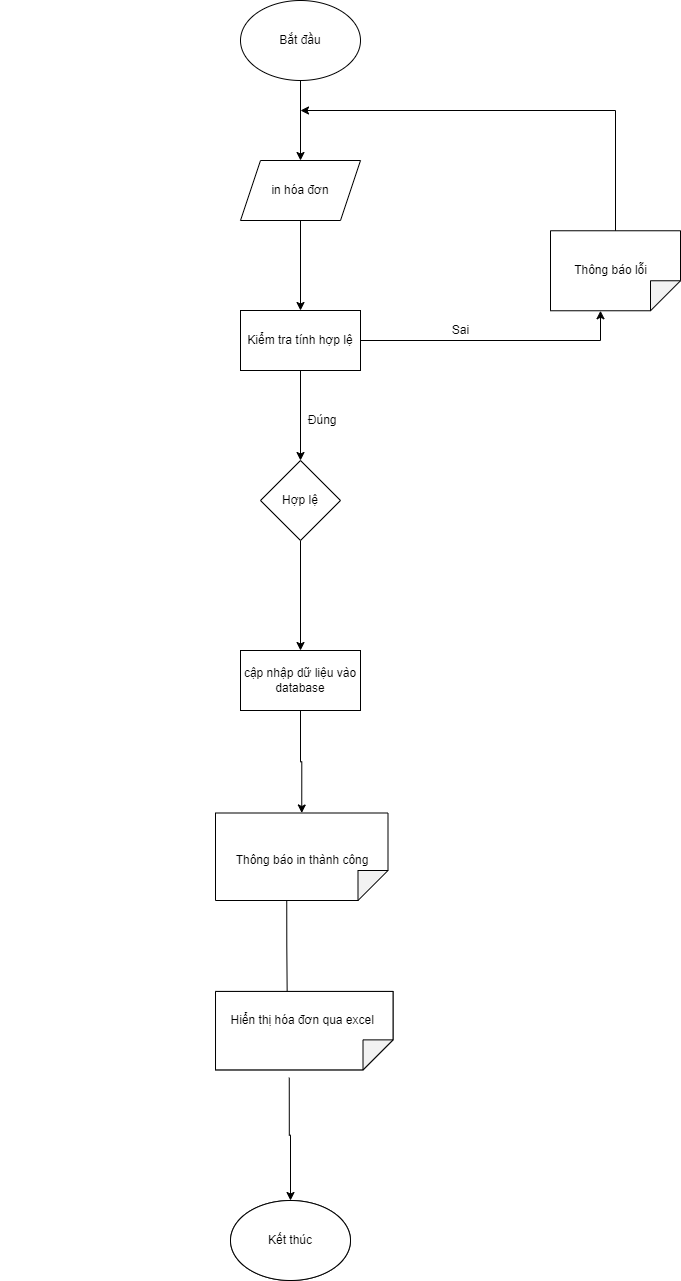 Bắt đầu
in hóa đơn
Thông báo lỗi
Kiểm tra tính hợp lệ
Sai
Đúng
Hợp lệ
cập nhập dữ liệu vào
database
Thông báo in thành công
Hiển thị hóa đơn qua excel
Kết thúc